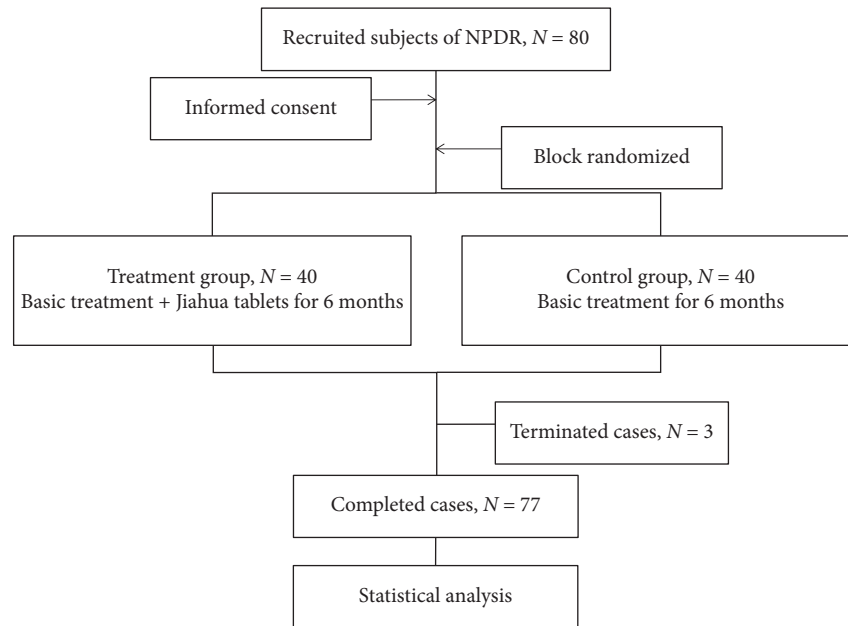 Recruited subjects of NPDR, N = 80
Informed consent
Block randomized
Treatment group, N = 40
Basic treatment + Jiahua tablets for 6 months
Control group, N = 40
Basic treatment for 6 months
Terminated cases, N = 3
Completed cases, N = 77
Statistical analysis